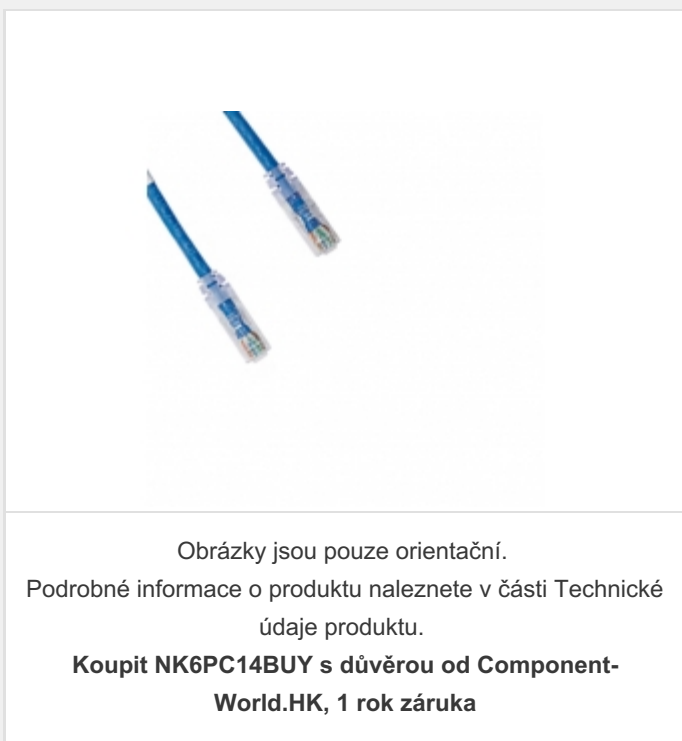 Obrázky jsou pouze orientační.
Podrobné informace o produktu naleznete v části Technické
údaje produktu.
Koupit NK6PC14BUY s důvěrou od Component-
World.HK, 1 rok záruka